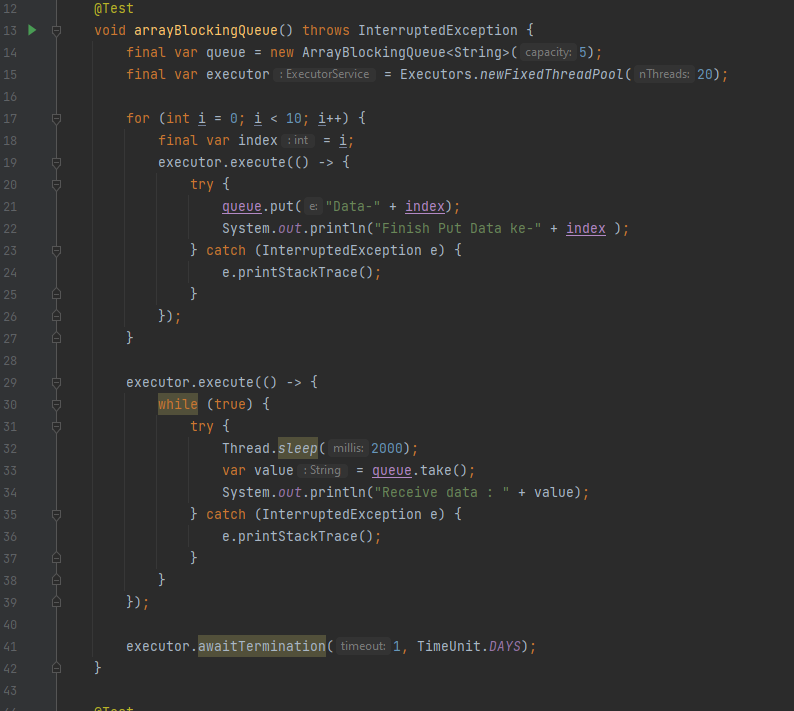 12 @Test
13 void arrayBlockingQueue() throws InterruptedException {
14 final var queue = new ArrayBlockingQueue<String>( capacity: 5);
15 final var executor : ExecutorService = Executors.newFixedThreadPool( nThreads: 20);
16
17 for (int i = 0; i < 10; i++) {
18 final var index : int = i;
19 executor.execute(() -> {
20 try {
21 queue.put( e: "Data-" + index);
22 System.out.println("Finish Put Data ke-" + index );
23 } catch (InterruptedException e) {
24 e.printStackTrace();
25 }
26 });
27 }
28
29 executor.execute(() -> {
30 while (true) {
31 try {
32 Thread.sleep( millis: 2000);
33 var value : String = queue.take();
34 System.out.println("Receive data : " + value);
35 } catch (InterruptedException e) {
36 e.printStackTrace();
37 }
38 }
39 });
40
41 executor.awaitTermination( timeout: 1, TimeUnit.DAYS);
42 }
43
@Test